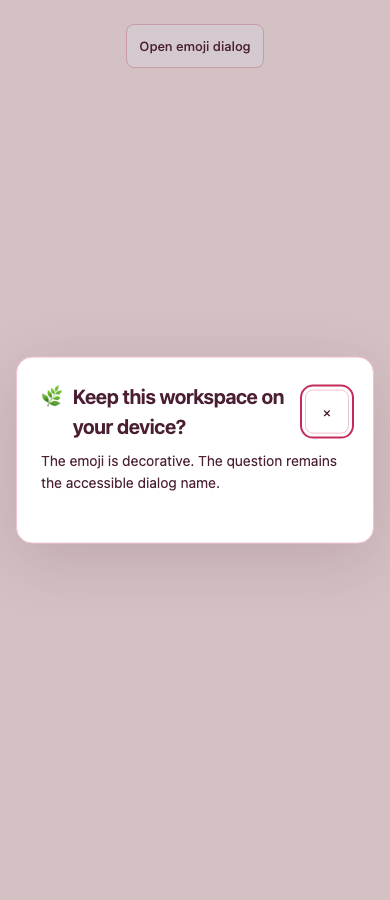 Open emoji dialog
🌿 Keep this workspace on
your device?
×
The emoji is decorative. The question remains
the accessible dialog name.